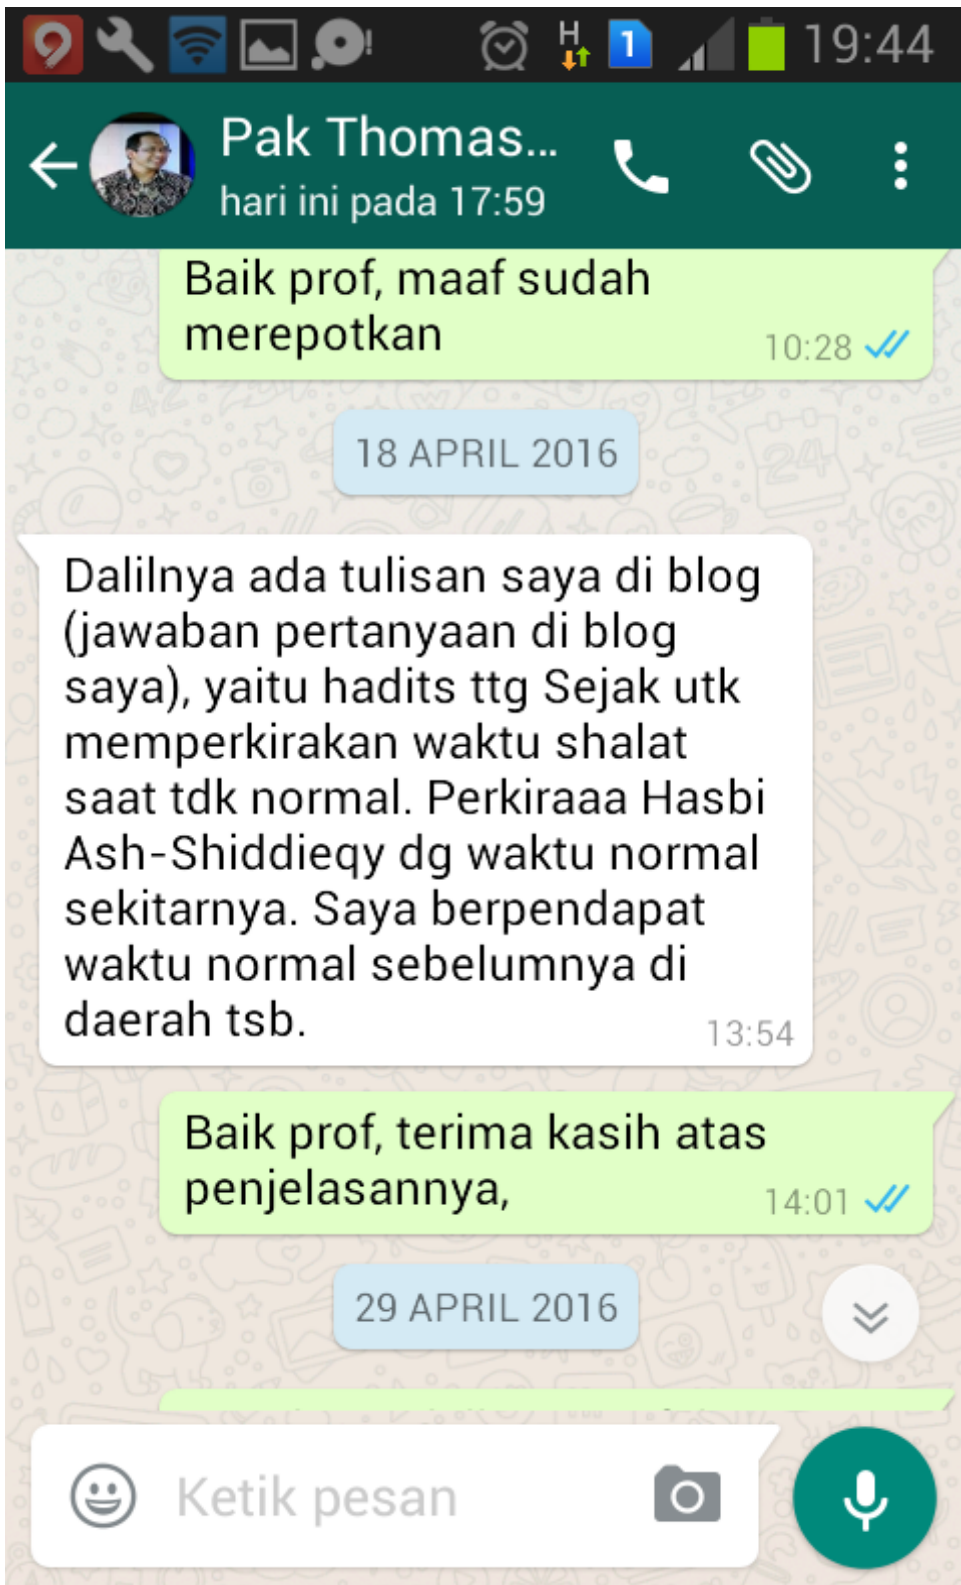 19:44
H
1
Pak Thomas...
hari ini pada 17:59
Baik prof, maaf sudah
merepotkan
10:28
18 APRIL 2016
Dalilnya ada tulisan saya di blog
(jawaban pertanyaan di blog
saya), yaitu hadits ttg Sejak utk
memperkirakan waktu shalat
saat tdk normal. Perkiraaa Hasbi
Ash-Shiddieqy dg waktu normal
sekitarnya. Saya berpendapat
waktu normal sebelumnya di
daerah tsb.
13:54
Baik prof, terima kasih atas
penjelasannya,
14:01
29 APRIL 2016
Ketik pesan